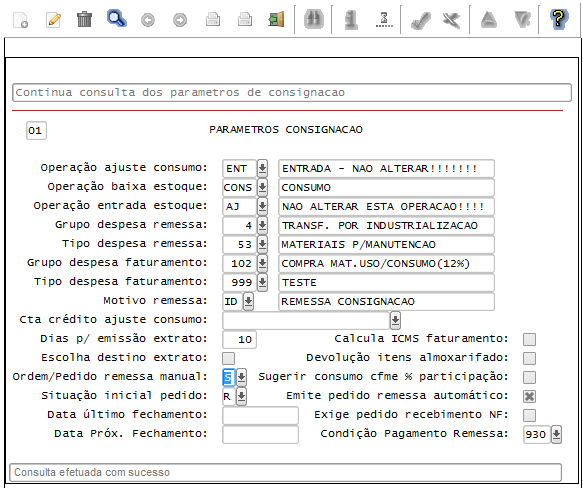 Continua consulta dos parametros de consignacao
01 PARAMETROS CONSIGNACAO
Operação ajuste consumo: ENT ENTRADA - NAO ALTERAR!!!!!!!
Operação baixa estoque: CONS CONSUMO
Operação entrada estoque: AJ NAO ALTERAR ESTA OPERACAO!!!!
Grupo despesa remessa: 4 TRANSF. POR INDUSTRIALIZACAO
Tipo despesa remessa: 53 MATERIAIS P/MANUTENCAO
Grupo despesa faturamento: 102 COMPRA MAT.USO/CONSUMO(12%)
Tipo despesa faturamento: 999 TESTE
Motivo remessa: ID REMESSA CONSIGNACAO
Cta crédito ajuste consumo:
Dias p/ emissão extrato: 10 Calcula ICMS faturamento:
Escolha destino extrato: Devolução itens almoxarifado:
Ordem/Pedido remessa manual: S Sugerir consumo cfme % participação:
Situação inicial pedido: R Emite pedido remessa automático:
Data último fechamento: Exige pedido recebimento NF:
Data Próx. Fechamento: Condição Pagamento Remessa: 930
Consulta efetuada com sucesso